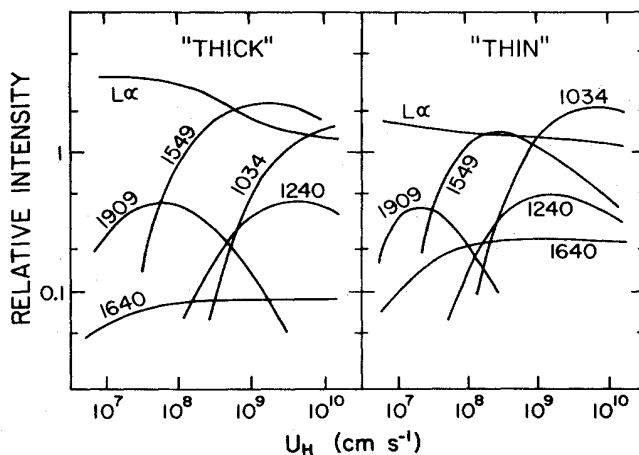 "THICK"
"THIN"
RELATIVE INTENSITY
1
0.1
Lα
1549
1034
1909
1240
1640
Lα
1034
1549
1909
1240
1640
10⁷ 10⁸ 10⁹ 10¹⁰
10⁷ 10⁸ 10⁹ 10¹⁰
U_H (cm s⁻¹)